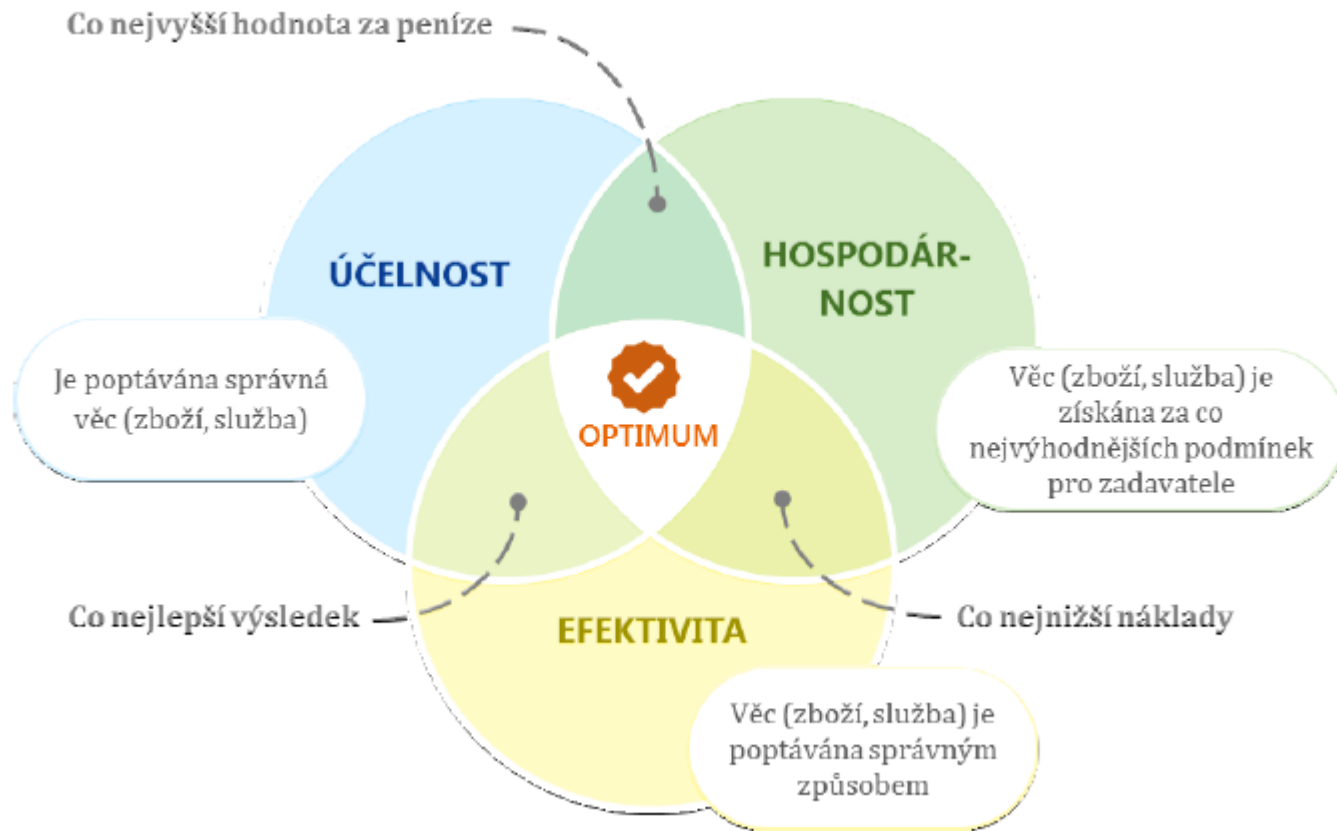 Co nejvyšší hodnota za peníze
ÚČELNOST
HOSPODÁR-
NOST
Je poptávána správná
věc (zboží, služba)
OPTIMUM
Věc (zboží, služba) je
získána za co
nejvýhodnějších podmínek
pro zadavatele
Co nejlepší výsledek
EFEKTIVITA
Co nejnižší náklady
Věc (zboží, služba) je
poptávána správným
způsobem